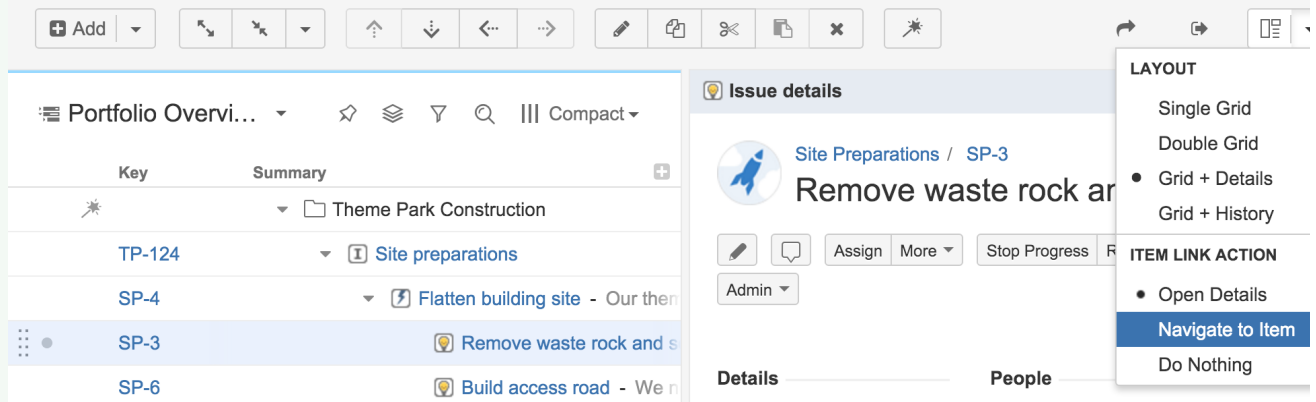 Add
Portfolio Overvi...
Compact
Key Summary
Theme Park Construction
TP-124 Site preparations
SP-4 Flatten building site - Our them
SP-3 Remove waste rock and s
SP-6 Build access road - We n
Issue details
Site Preparations / SP-3
Remove waste rock ar
Assign More Stop Progress R
Admin
Details People
LAYOUT
Single Grid
Double Grid
Grid + Details
Grid + History
ITEM LINK ACTION
Open Details
Navigate to Item
Do Nothing